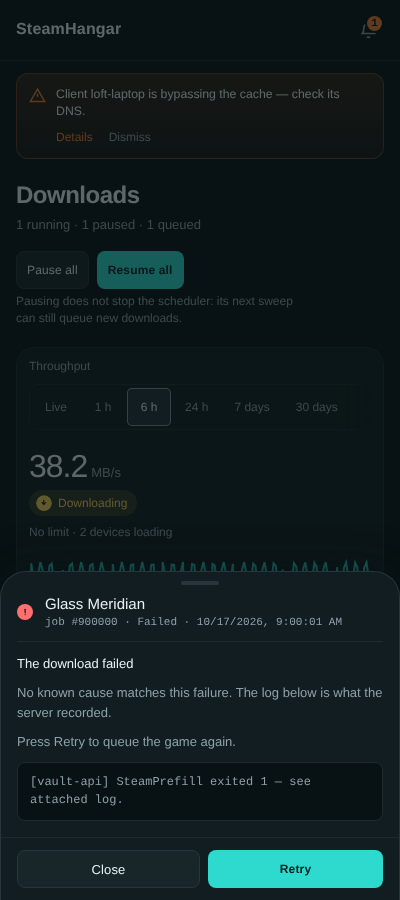 SteamHangar
1
Client loft-laptop is bypassing the cache — check its
DNS.
Details Dismiss
Downloads
1 running · 1 paused · 1 queued
Pause all Resume all
Pausing does not stop the scheduler: its next sweep
can still queue new downloads.
Throughput
Live 1 h 6 h 24 h 7 days 30 days
38.2 MB/s
Downloading
No limit · 2 devices loading
Glass Meridian
job #900000 · Failed · 10/17/2026, 9:00:01 AM
The download failed
No known cause matches this failure. The log below is what the
server recorded.
Press Retry to queue the game again.
[vault-api] SteamPrefill exited 1 — see
attached log.
Close Retry